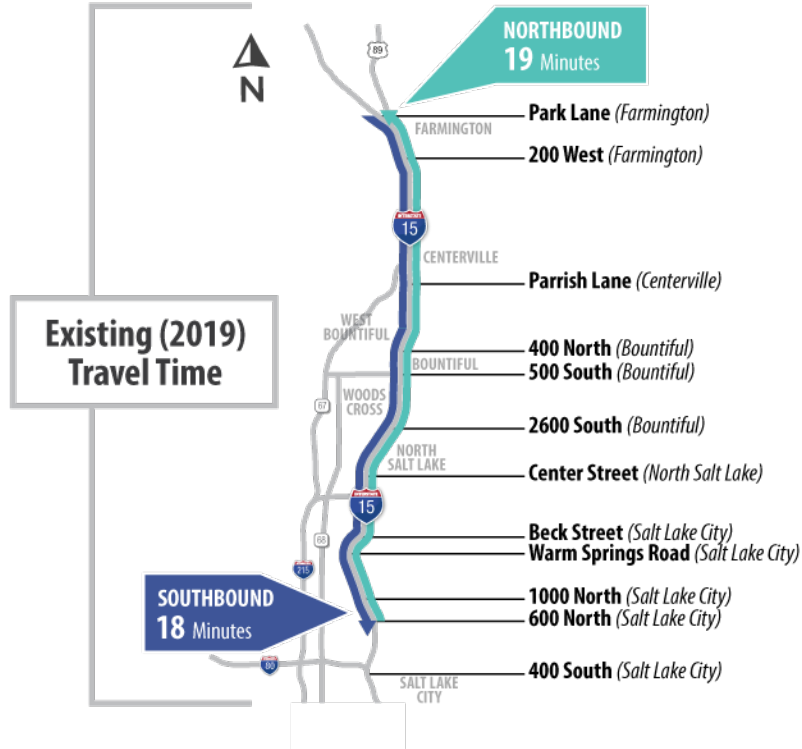 NORTHBOUND
19 Minutes
89
N
FARMINGTON
Park Lane (Farmington)
200 West (Farmington)
INTERSTATE
15
CENTERVILLE
Parrish Lane (Centerville)
Existing (2019)
Travel Time
WEST
BOUNTIFUL
400 North (Bountiful)
BOUNTIFUL
500 South (Bountiful)
WOODS
CROSS
67
2600 South (Bountiful)
NORTH
SALT LAKE
Center Street (North Salt Lake)
INTERSTATE
15
Beck Street (Salt Lake City)
68
Warm Springs Road (Salt Lake City)
215
SOUTHBOUND
18 Minutes
1000 North (Salt Lake City)
600 North (Salt Lake City)
80
400 South (Salt Lake City)
SALT LAKE
CITY